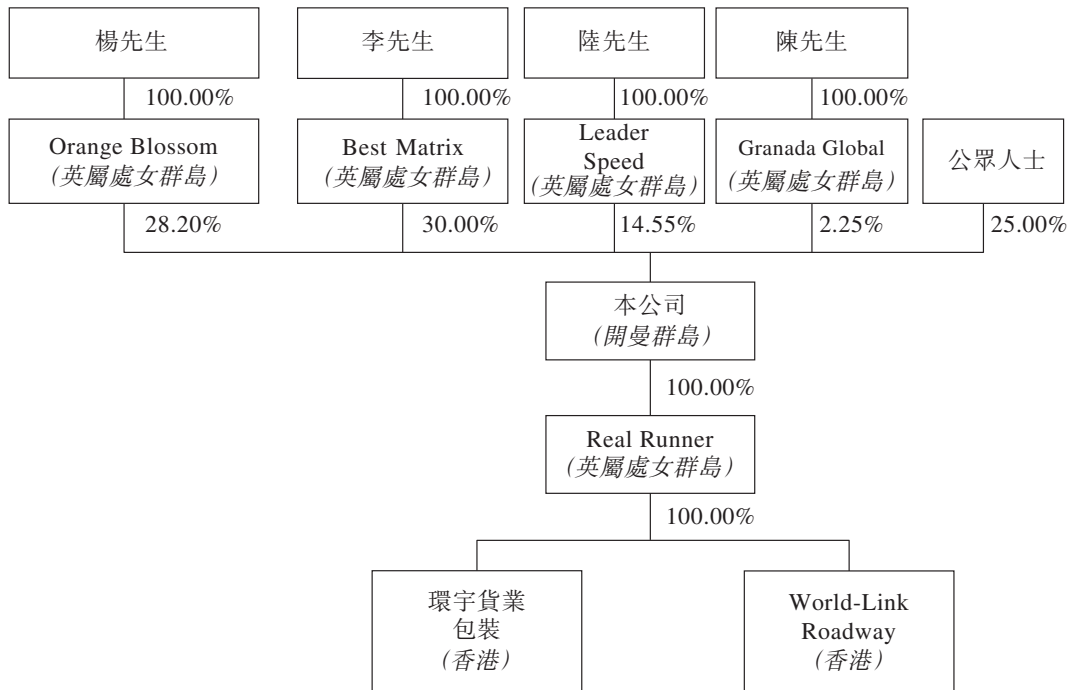 楊先生
李先生
陸先生
陳先生
100.00%
100.00%
100.00%
100.00%
Orange Blossom
(英屬處女群島)
Best Matrix
(英屬處女群島)
Leader
Speed
(英屬處女群島)
Granada Global
(英屬處女群島)
公眾人士
28.20%
30.00%
14.55%
2.25%
25.00%
本公司
(開曼群島)
100.00%
Real Runner
(英屬處女群島)
100.00%
環宇貨業
包裝
(香港)
World-Link
Roadway
(香港)